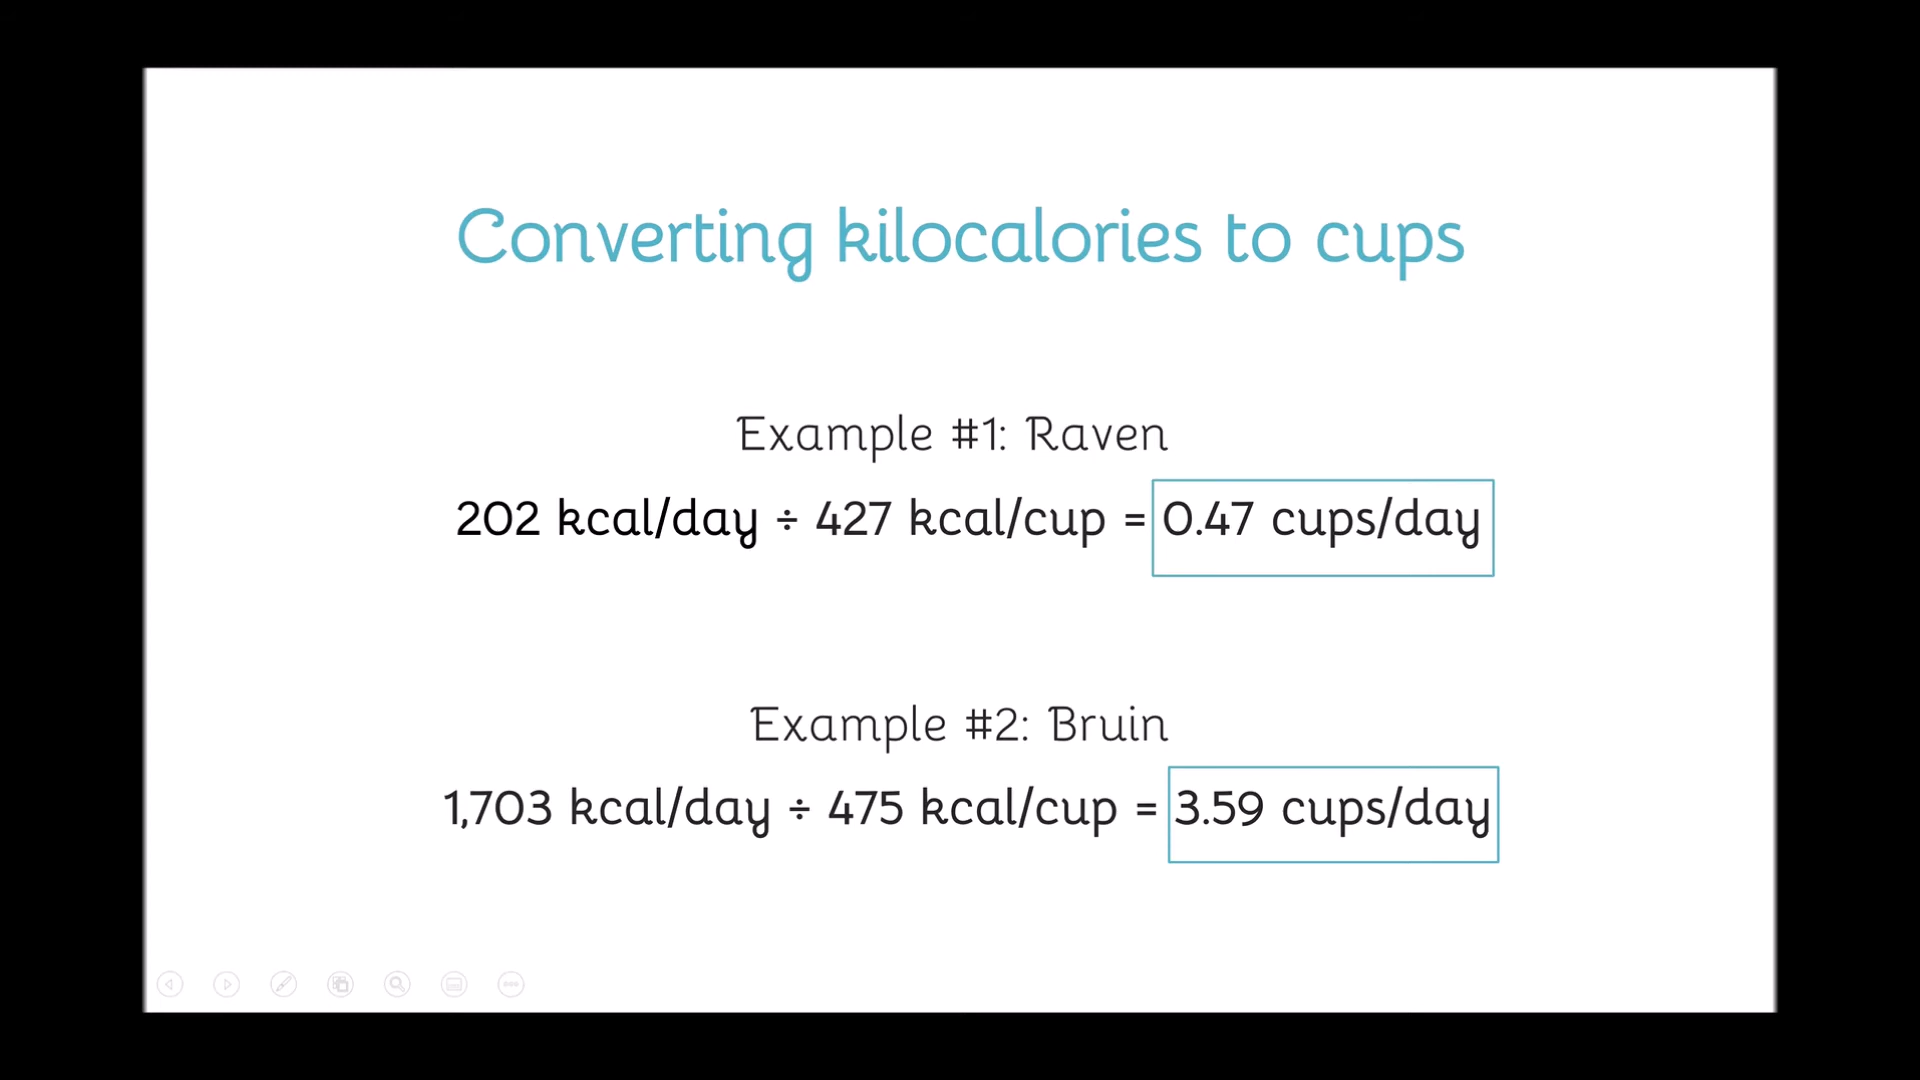 Converting kilocalories to cups
Example #1: Raven
202 kcal/day ÷ 427 kcal/cup = 0.47 cups/day
Example #2: Bruin
1,703 kcal/day ÷ 475 kcal/cup = 3.59 cups/day